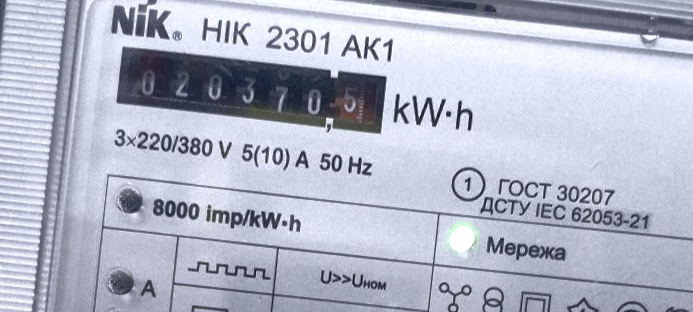 NiK® НІК 2301 АК1
020370,5 kW·h
3×220/380 V 5(10) A 50 Hz
1 ГОСТ 30207
ДСТУ IEC 62053-21
8000 imp/kW·h
Мережа
A
U>>Uном